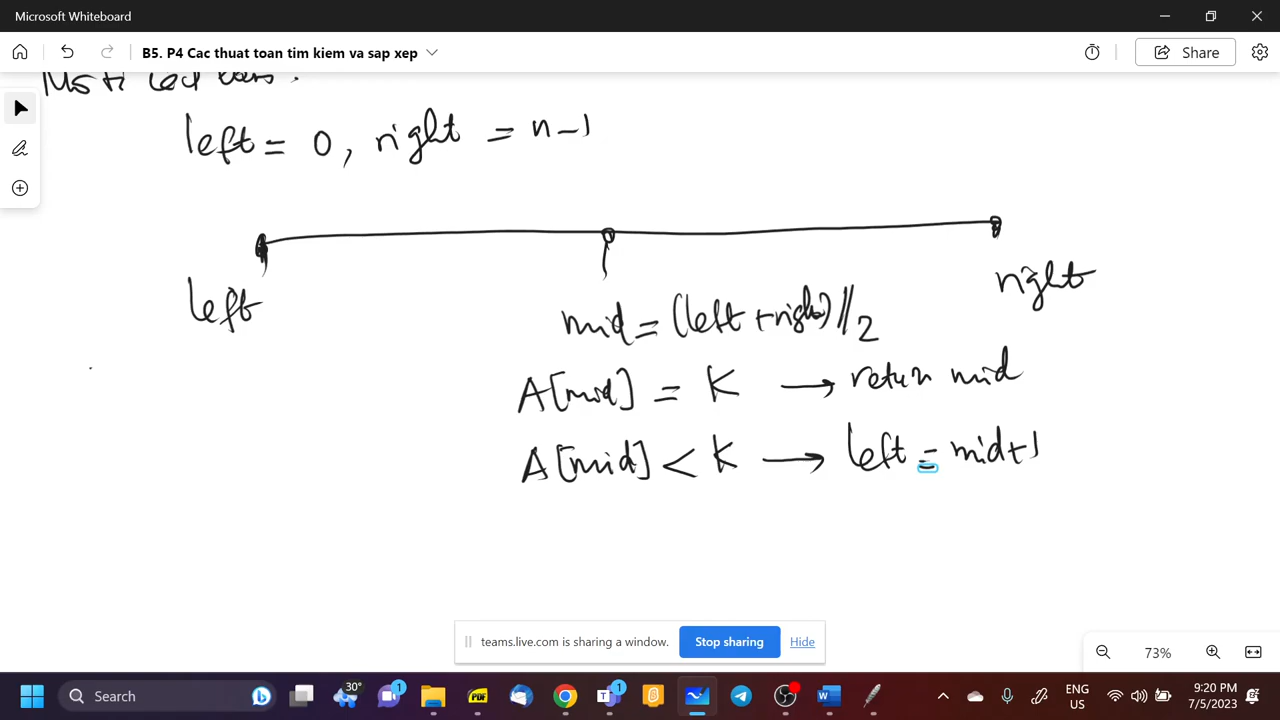 Microsoft Whiteboard
B5. P4 Cac thuat toan tim kiem va sap xep
Share
left = 0, right = n-1
left
right
mid = (left+right)//2
A[mid] = K → return mid
A[mid] < K → left = mid+1
teams.live.com is sharing a window.
Stop sharing
Hide
73%
Search
30°
1
1
ENG
US
9:20 PM
7/5/2023